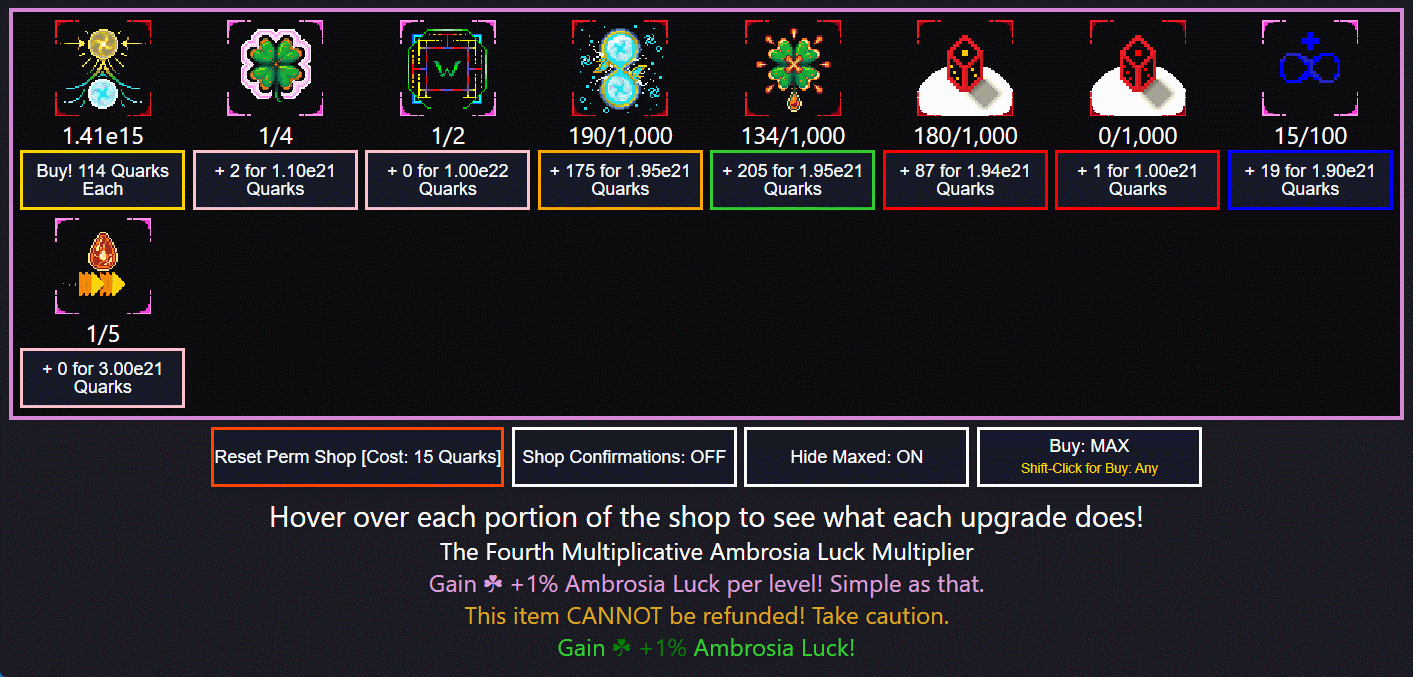 1.41e15
1/4
1/2
190/1,000
134/1,000
180/1,000
0/1,000
15/100
Buy! 114 Quarks
Each
+ 2 for 1.10e21
Quarks
+ 0 for 1.00e22
Quarks
+ 175 for 1.95e21
Quarks
+ 205 for 1.95e21
Quarks
+ 87 for 1.94e21
Quarks
+ 1 for 1.00e21
Quarks
+ 19 for 1.90e21
Quarks
1/5
+ 0 for 3.00e21
Quarks
Reset Perm Shop [Cost: 15 Quarks]
Shop Confirmations: OFF
Hide Maxed: ON
Buy: MAX
Shift-Click for Buy: Any
Hover over each portion of the shop to see what each upgrade does!
The Fourth Multiplicative Ambrosia Luck Multiplier
Gain ☘ +1% Ambrosia Luck per level! Simple as that.
This item CANNOT be refunded! Take caution.
Gain ☘ +1% Ambrosia Luck!